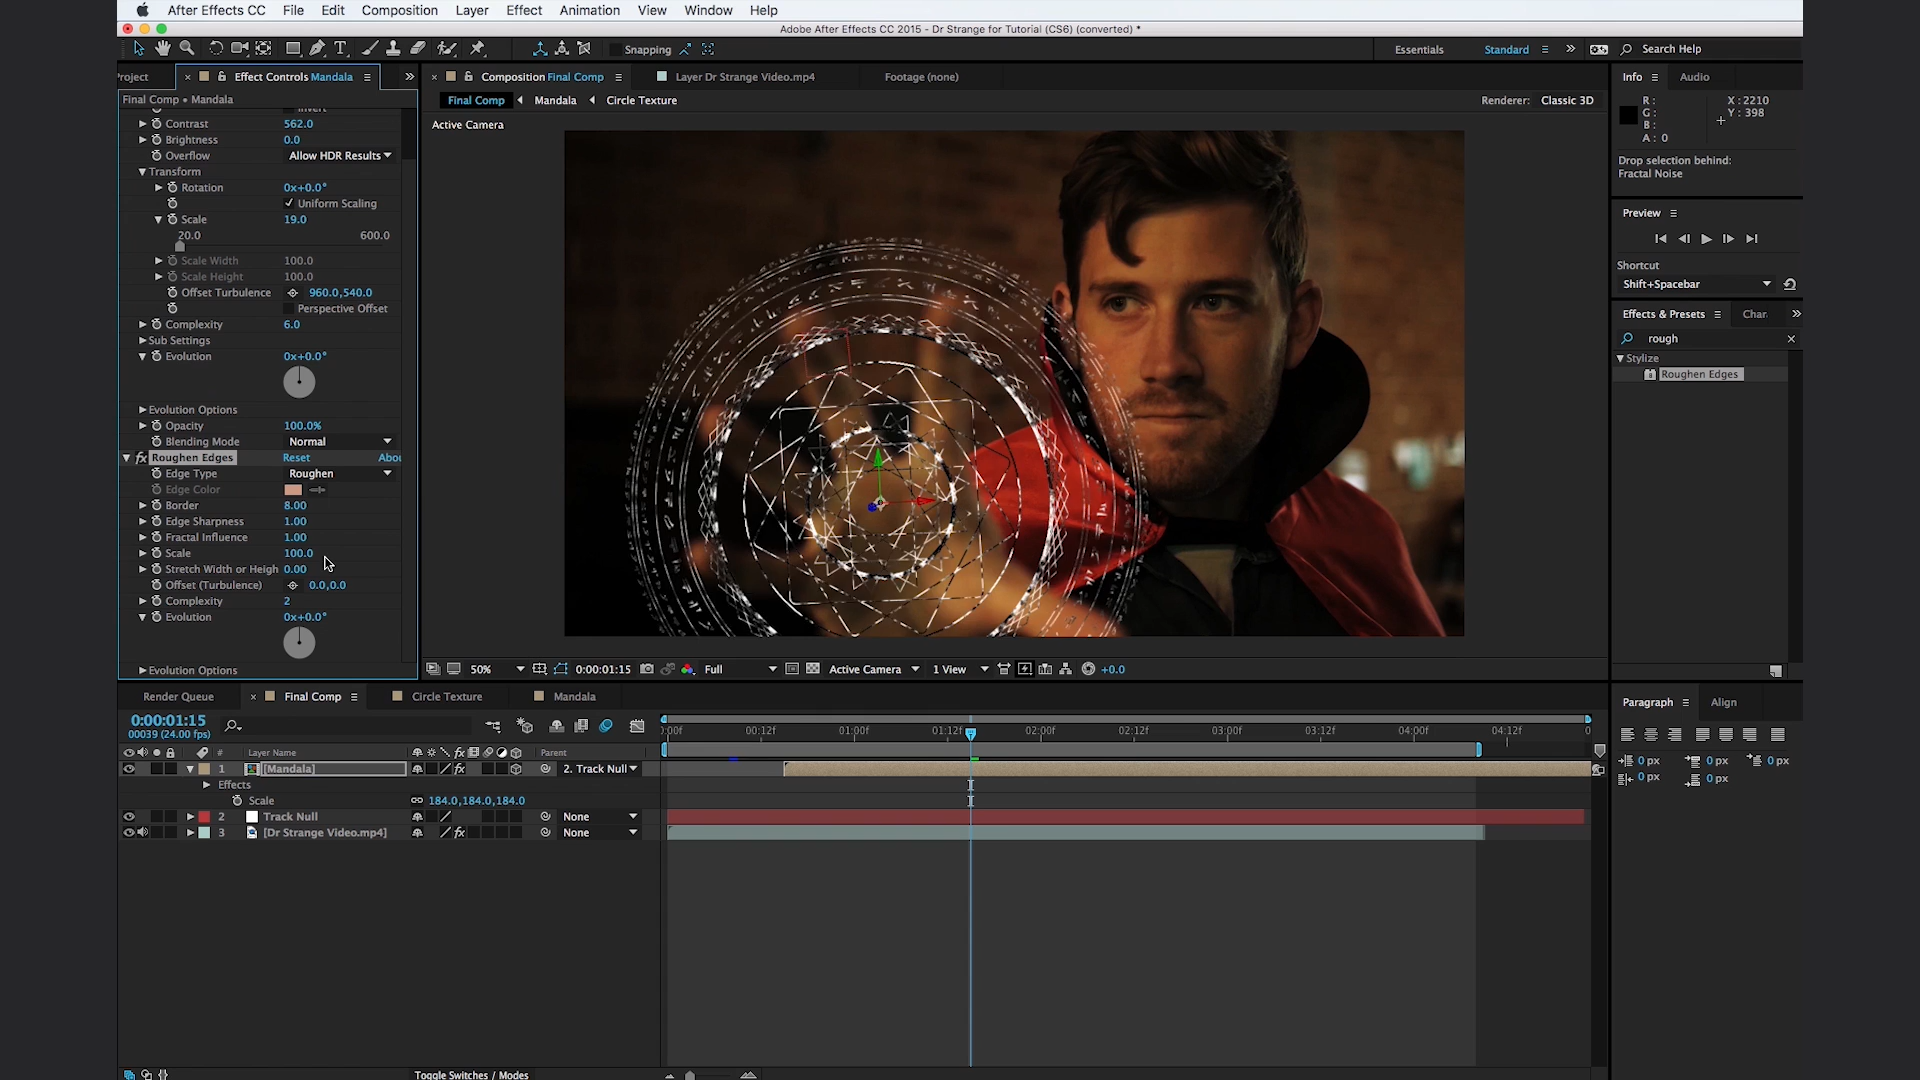 After Effects CC File Edit Composition Layer Effect Animation View Window Help
Adobe After Effects CC 2015 - Dr Strange for Tutorial (CS6) (converted) *
Snapping
Essentials Standard Search Help
Project Effect Controls Mandala
Composition Final Comp Layer Dr Strange Video.mp4 Footage (none)
Info Audio
Final Comp • Mandala
Final Comp Mandala Circle Texture
Renderer: Classic 3D
Active Camera
R: X : 2210
G: Y : 398
B:
A: 0
Drop selection behind:
Fractal Noise
Invert
Contrast 562.0
Brightness 0.0
Overflow Allow HDR Results
Transform
Rotation 0x+0.0°
Uniform Scaling
Scale 19.0
20.0 600.0
Scale Width 100.0
Scale Height 100.0
Offset Turbulence 960.0,540.0
Perspective Offset
Complexity 6.0
Sub Settings
Evolution 0x+0.0°
Evolution Options
Opacity 100.0%
Blending Mode Normal
fx Roughen Edges Reset Abou
Edge Type Roughen
Edge Color
Border 8.00
Edge Sharpness 1.00
Fractal Influence 1.00
Scale 100.0
Stretch Width or Heigh 0.00
Offset (Turbulence) 0.0,0.0
Complexity 2
Evolution 0x+0.0°
Evolution Options
Preview
Shortcut
Shift+Spacebar
Effects & Presets Char
rough
Stylize
Roughen Edges
50% 0:00:01:15 Full Active Camera 1 View +0.0
Render Queue Final Comp Circle Texture Mandala
0:00:01:15
00039 (24.00 fps)
):00f 00:12f 01:00f 01:12f 02:00f 02:12f 03:00f 03:12f 04:00f 04:12f 0
# Layer Name fx Parent
1 [Mandala] fx 2. Track Null
Effects
Scale 184.0,184.0,184.0
2 Track Null None
3 [Dr Strange Video.mp4] fx None
Toggle Switches / Modes
Paragraph Align
0 px 0 px 0 px
0 px 0 px